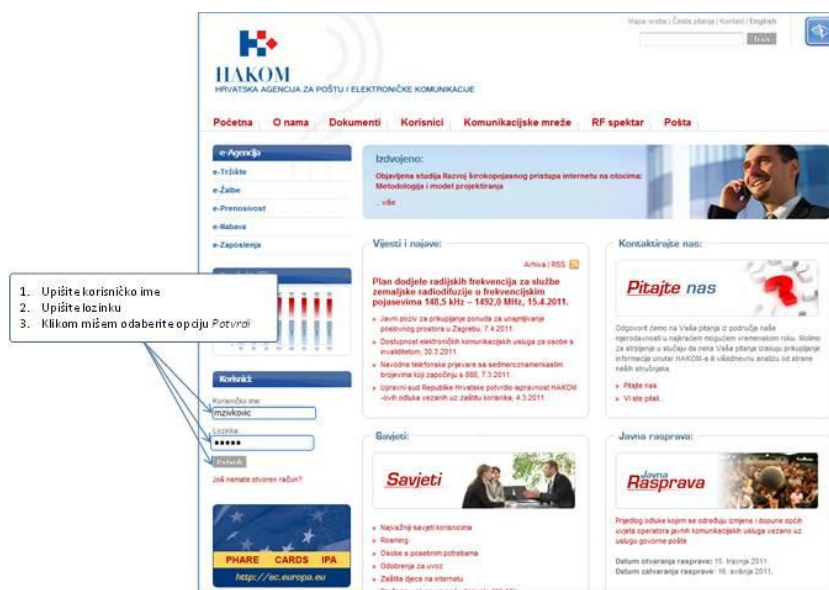 Mapa weba | Česta pitanja | Kontakt | English
Traži
HAKOM
HRVATSKA AGENCIJA ZA POŠTU I ELEKTRONIČKE KOMUNIKACIJE
Početna O nama Dokumenti Korisnici Komunikacijske mreže RF spektar Pošta
e-Agencija
e-Tržište
e-Žalbe
e-Prenosivost
e-Nabava
e-Zaposlenja
Izdvojeno:
Objavljena studija Razvoj širokopojasnog pristupa internetu na otocima:
Metodologija i model projektiranja
...više
1. Upišite korisničko ime
2. Upišite lozinku
3. Klikom mišem odaberite opciju Potvrdi
Korisnici:
Korisničko ime:
mzivkovic
Lozinka:
Potvrdi
Još nemate otvoren račun?
PHARE CARDS IPA
http://ec.europa.eu
Vijesti i najave:
Arhiva | RSS
Plan dodjele radijskih frekvencija za službe
zemaljske radiodifuzije u frekvencijskim
pojasevima 148,5 kHz – 1492,0 MHz, 15.4.2011.
» Javni poziv za prikupljanje ponuda za unajmljivanje
poslovnog prostora u Zagrebu, 7.4.2011.
» Dostupnost elektroničkih komunikacijskih usluga za osobe s
invaliditetom, 30.3.2011.
» Navodne telefonske prijevare sa sedmeroznamenkastim
brojevima koji započinju s 888, 7.3.2011.
» Upravni sud Republike Hrvatske potvrdio ispravnost HAKOM
-ovih odluka vezanih uz zaštitu korisnika, 4.3.2011.
Kontaktirajte nas:
Pitajte nas
Odgovorit ćemo na Vaša pitanja iz područja naše
mjerodavnosti u najkraćem mogućem vremenskom roku. Molimo
za strpljenje u slučaju da neka Vaša pitanja iziskuju prikupljanje
informacija unutar HAKOM-a ili višednevnu analizu od strane
naših stručnjaka.
» Pitajte nas
» Vi ste pitali...
Savjeti:
Savjeti
» Najvažniji savjeti korisnicima
» Roaming
» Osobe s posebnim potrebama
» Odobrenja za uvoz
» Zaštita djece na internetu
Javna rasprava:
Javna
Rasprava
Prijedlog odluke kojim se određuju izmjene i dopune općih
uvjeta operatora javnih komunikacijskih usluga vezano uz
uslugu govorne pošte
Datum otvaranja rasprave: 15. travnja 2011.
Datum zatvaranja rasprave: 16. svibnja 2011.